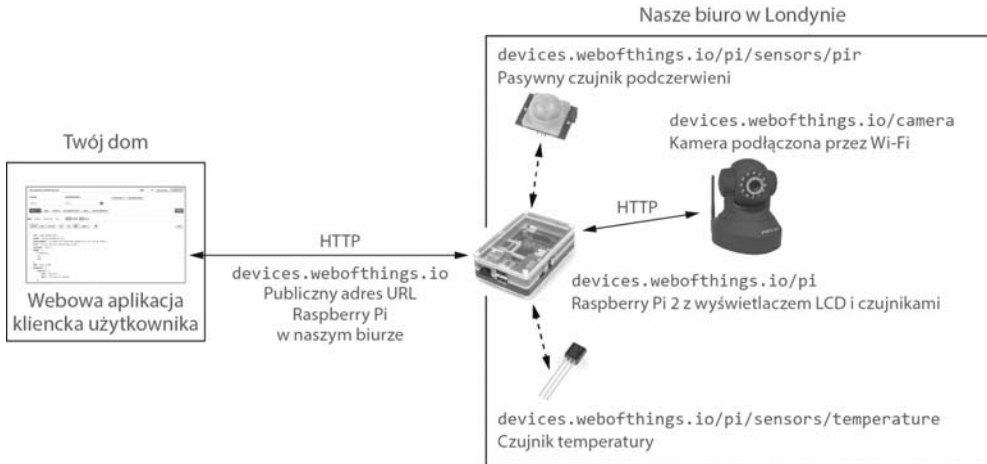 Nasze biuro w Londynie
devices.webofthings.io/pi/sensors/pir
Pasywny czujnik podczerwieni
devices.webofthings.io/camera
Kamera podłączona przez Wi-Fi
Twój dom
HTTP
HTTP
devices.webofthings.io
Publiczny adres URL
Raspberry Pi
w naszym biurze
devices.webofthings.io/pi
Raspberry Pi 2 z wyświetlaczem LCD i czujnikami
Webowa aplikacja
kliencka użytkownika
devices.webofthings.io/pi/sensors/temperature
Czujnik temperatury